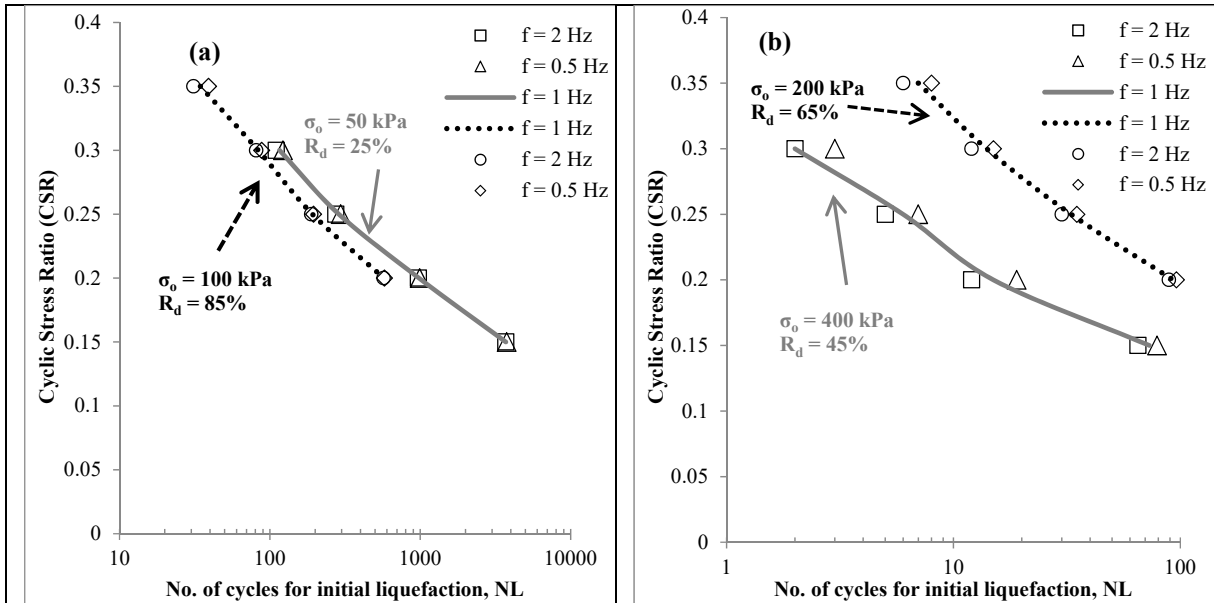 (a)
0.4
0.35
0.3
0.25
0.2
0.15
0.1
0.05
0
10
100
1000
10000
Cyclic Stress Ratio (CSR)
No. of cycles for initial liquefaction, NL
f = 2 Hz
f = 0.5 Hz
f = 1 Hz
f = 1 Hz
f = 2 Hz
f = 0.5 Hz
σo = 50 kPa
Rd = 25%
σo = 100 kPa
Rd = 85%
(b)
0.4
0.35
0.3
0.25
0.2
0.15
0.1
0.05
0
1
10
100
Cyclic Stress Ratio (CSR)
No. of cycles for initial liquefaction, NL
f = 2 Hz
f = 0.5 Hz
f = 1 Hz
f = 1 Hz
f = 2 Hz
f = 0.5 Hz
σo = 200 kPa
Rd = 65%
σo = 400 kPa
Rd = 45%